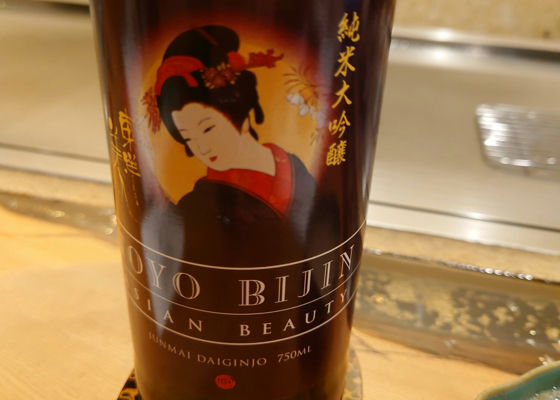 純米大吟醸
OYO BIJIN
SIAN BEAUTY
JUNMAI DAIGINJO 750ML